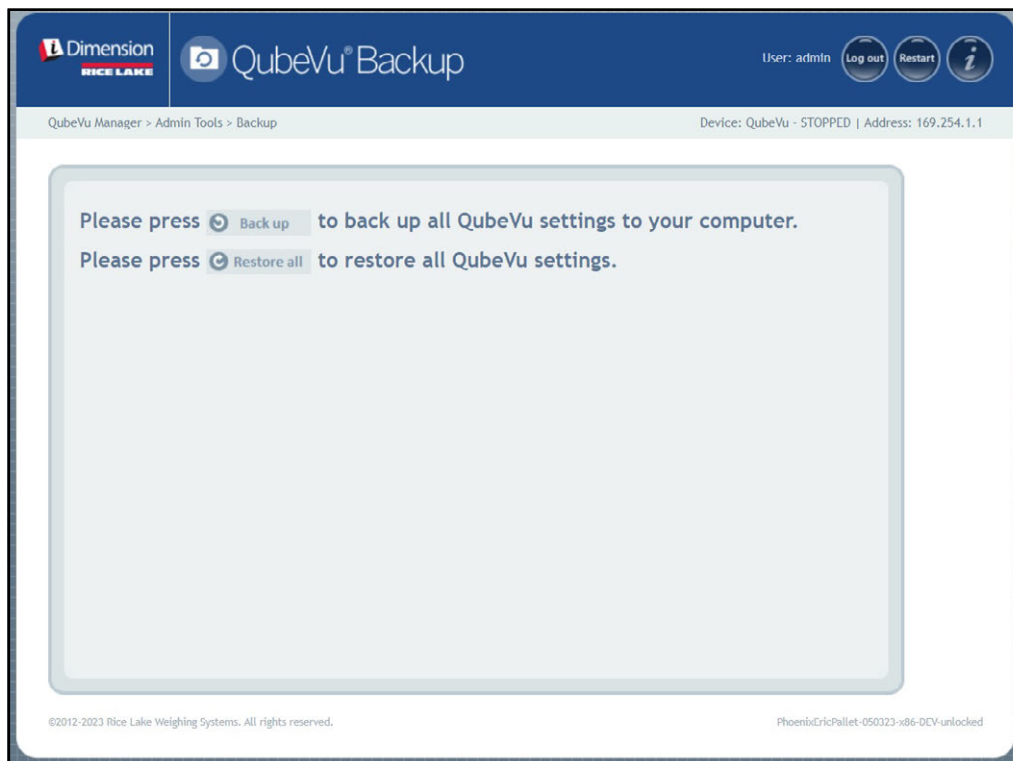 iDimension
RICE LAKE
QubeVu® Backup
User: admin
Log out
Restart
i
QubeVu Manager > Admin Tools > Backup
Device: QubeVu - STOPPED | Address: 169.254.1.1
Please press Back up to back up all QubeVu settings to your computer.
Please press Restore all to restore all QubeVu settings.
©2012-2023 Rice Lake Weighing Systems. All rights reserved.
PhoenixEricPallet-050323-x86-DEV-unlocked